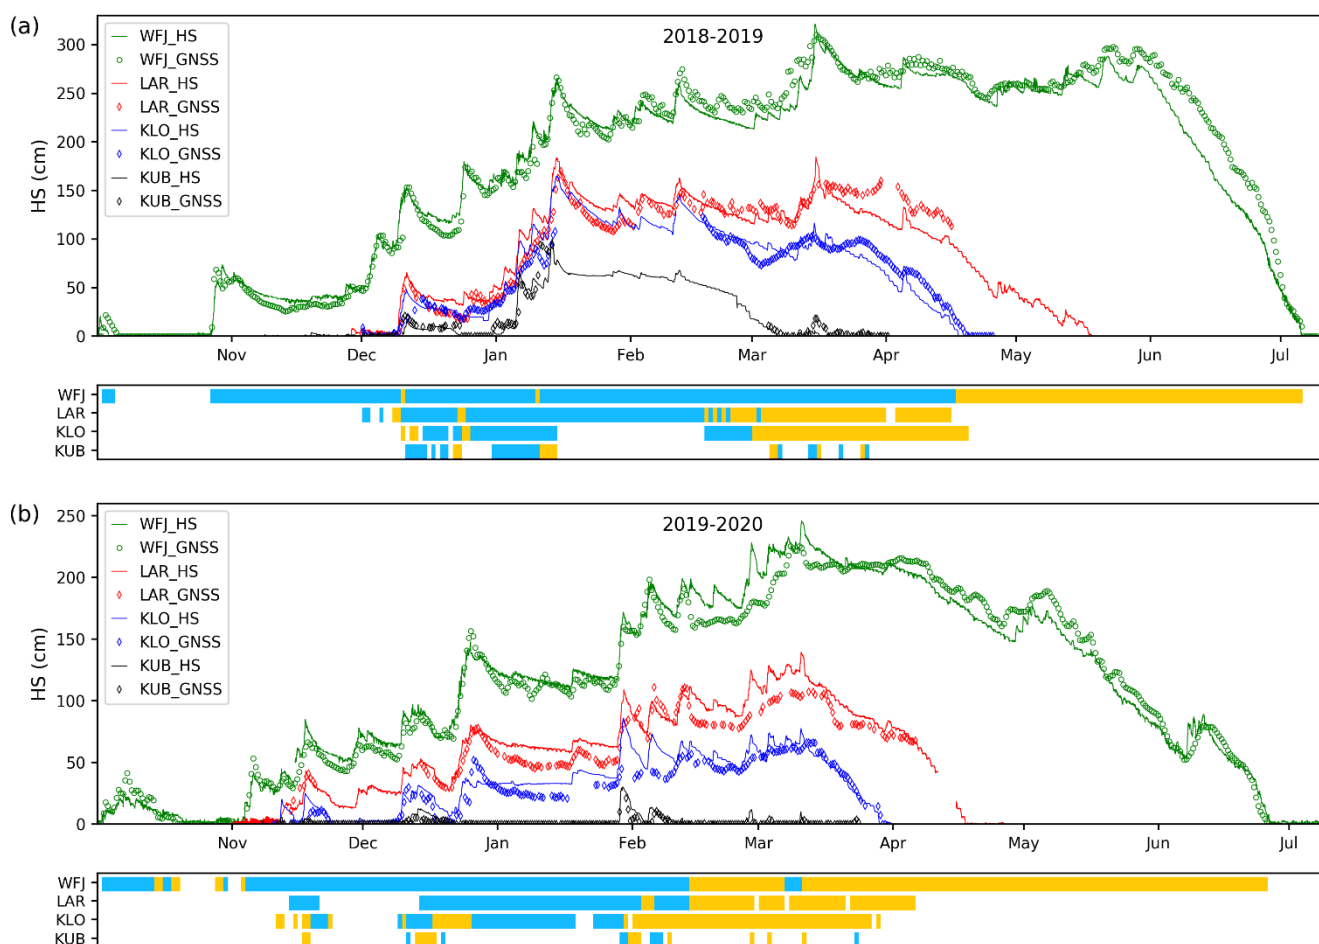 (a)
2018-2019
WFJ_HS
WFJ_GNSS
LAR_HS
LAR_GNSS
KLO_HS
KLO_GNSS
KUB_HS
KUB_GNSS
HS (cm)
300
250
200
150
100
50
0
Nov Dec Jan Feb Mar Apr May Jun Jul
WFJ
LAR
KLO
KUB
(b)
2019-2020
WFJ_HS
WFJ_GNSS
LAR_HS
LAR_GNSS
KLO_HS
KLO_GNSS
KUB_HS
KUB_GNSS
HS (cm)
250
200
150
100
50
0
Nov Dec Jan Feb Mar Apr May Jun Jul
WFJ
LAR
KLO
KUB